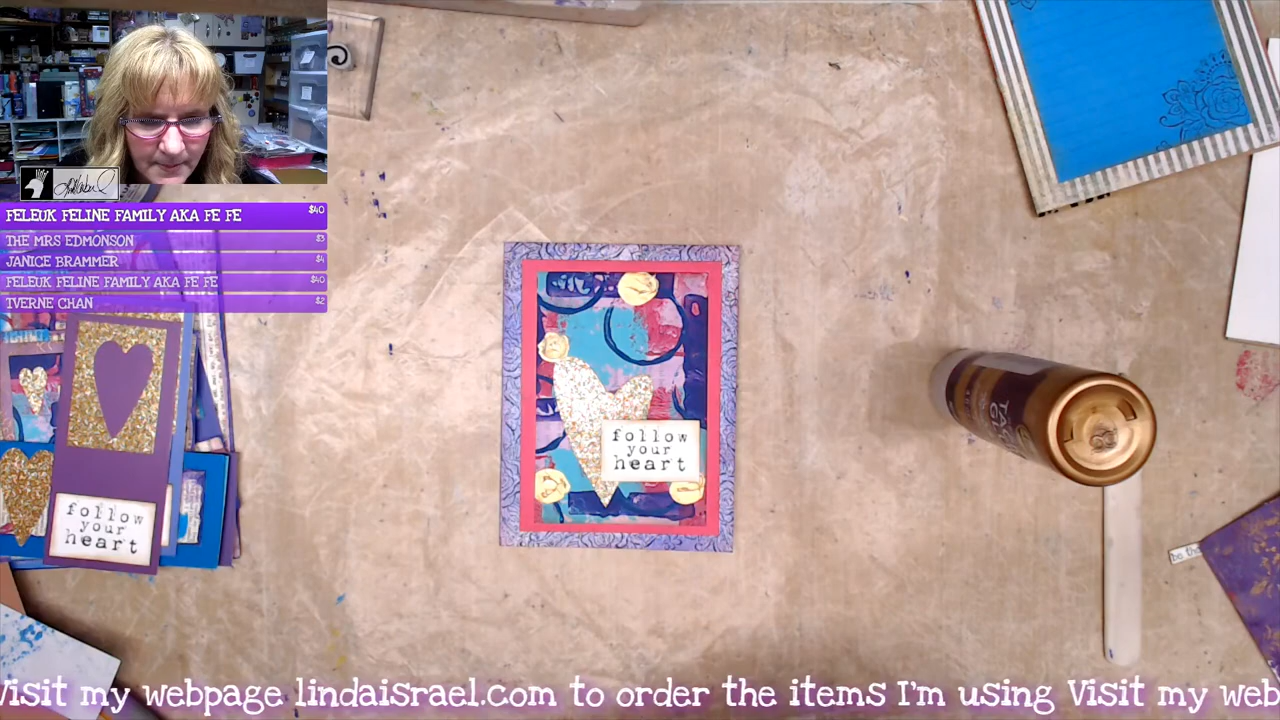 FELEUK FELINE FAMILY AKA FE FE $40
THE MRS EDMONSON $3
JANICE BRAMMER $4
FELEUK FELINE FAMILY AKA FE FE $40
TVERNE CHAN $2
follow
your
heart
follow
your
heart
be the
Visit my webpage lindaisrael.com to order the items I'm using Visit my web